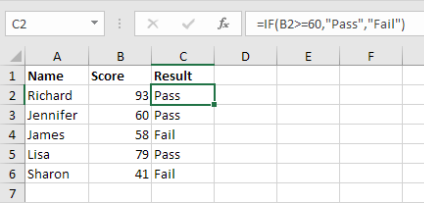 C2 fx =IF(B2>=60,"Pass","Fail")
A B C D E F
1 Name Score Result
2 Richard 93 Pass
3 Jennifer 60 Pass
4 James 58 Fail
5 Lisa 79 Pass
6 Sharon 41 Fail
7